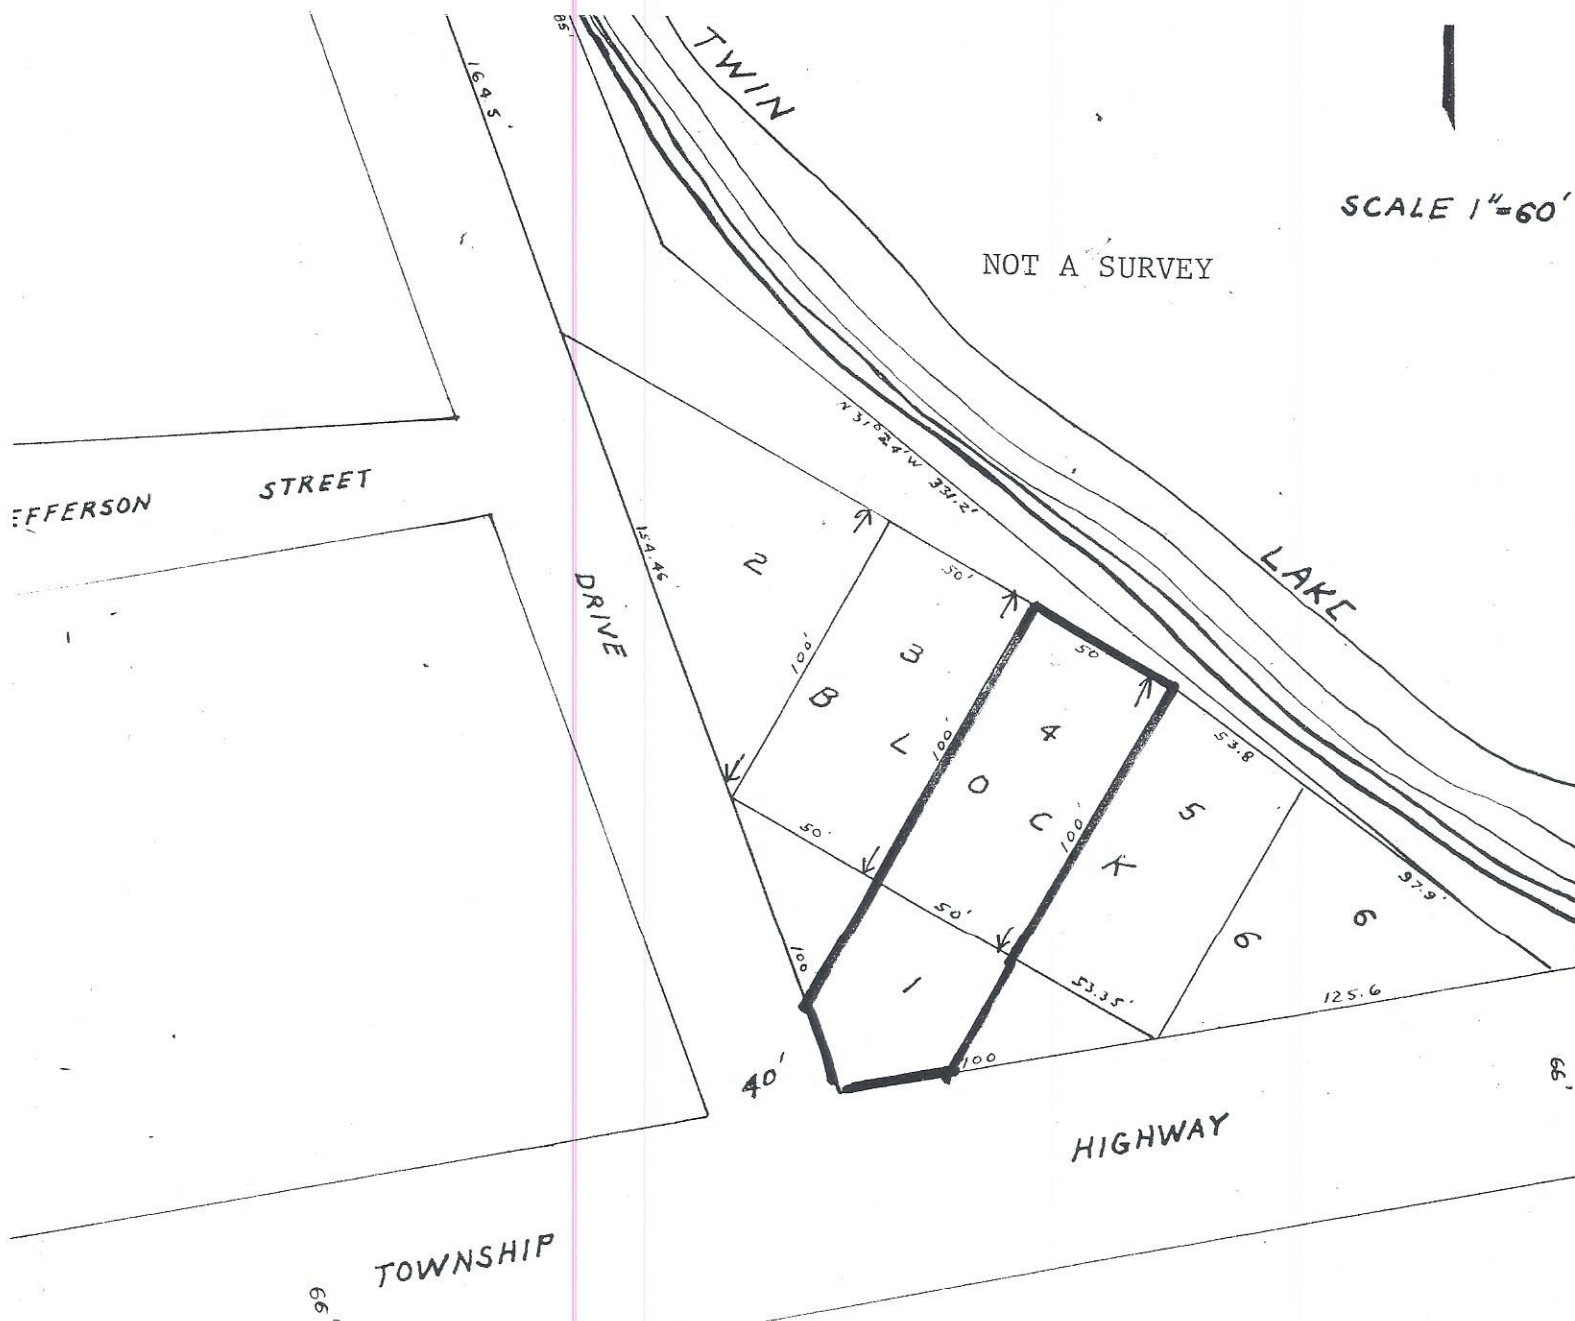 85'
164.5'
TWIN
SCALE 1"=60'
NOT A SURVEY
N 31°24'W 331.2'
EFFERSON STREET
154.46
DRIVE
2
50'
LAKE
100'
3
50
B L O C K
100'
4
53.8
100'
5
50'
50'
97.9'
6
6
100
1
53.35'
125.6
40'
100
66'
HIGHWAY
TOWNSHIP
66'